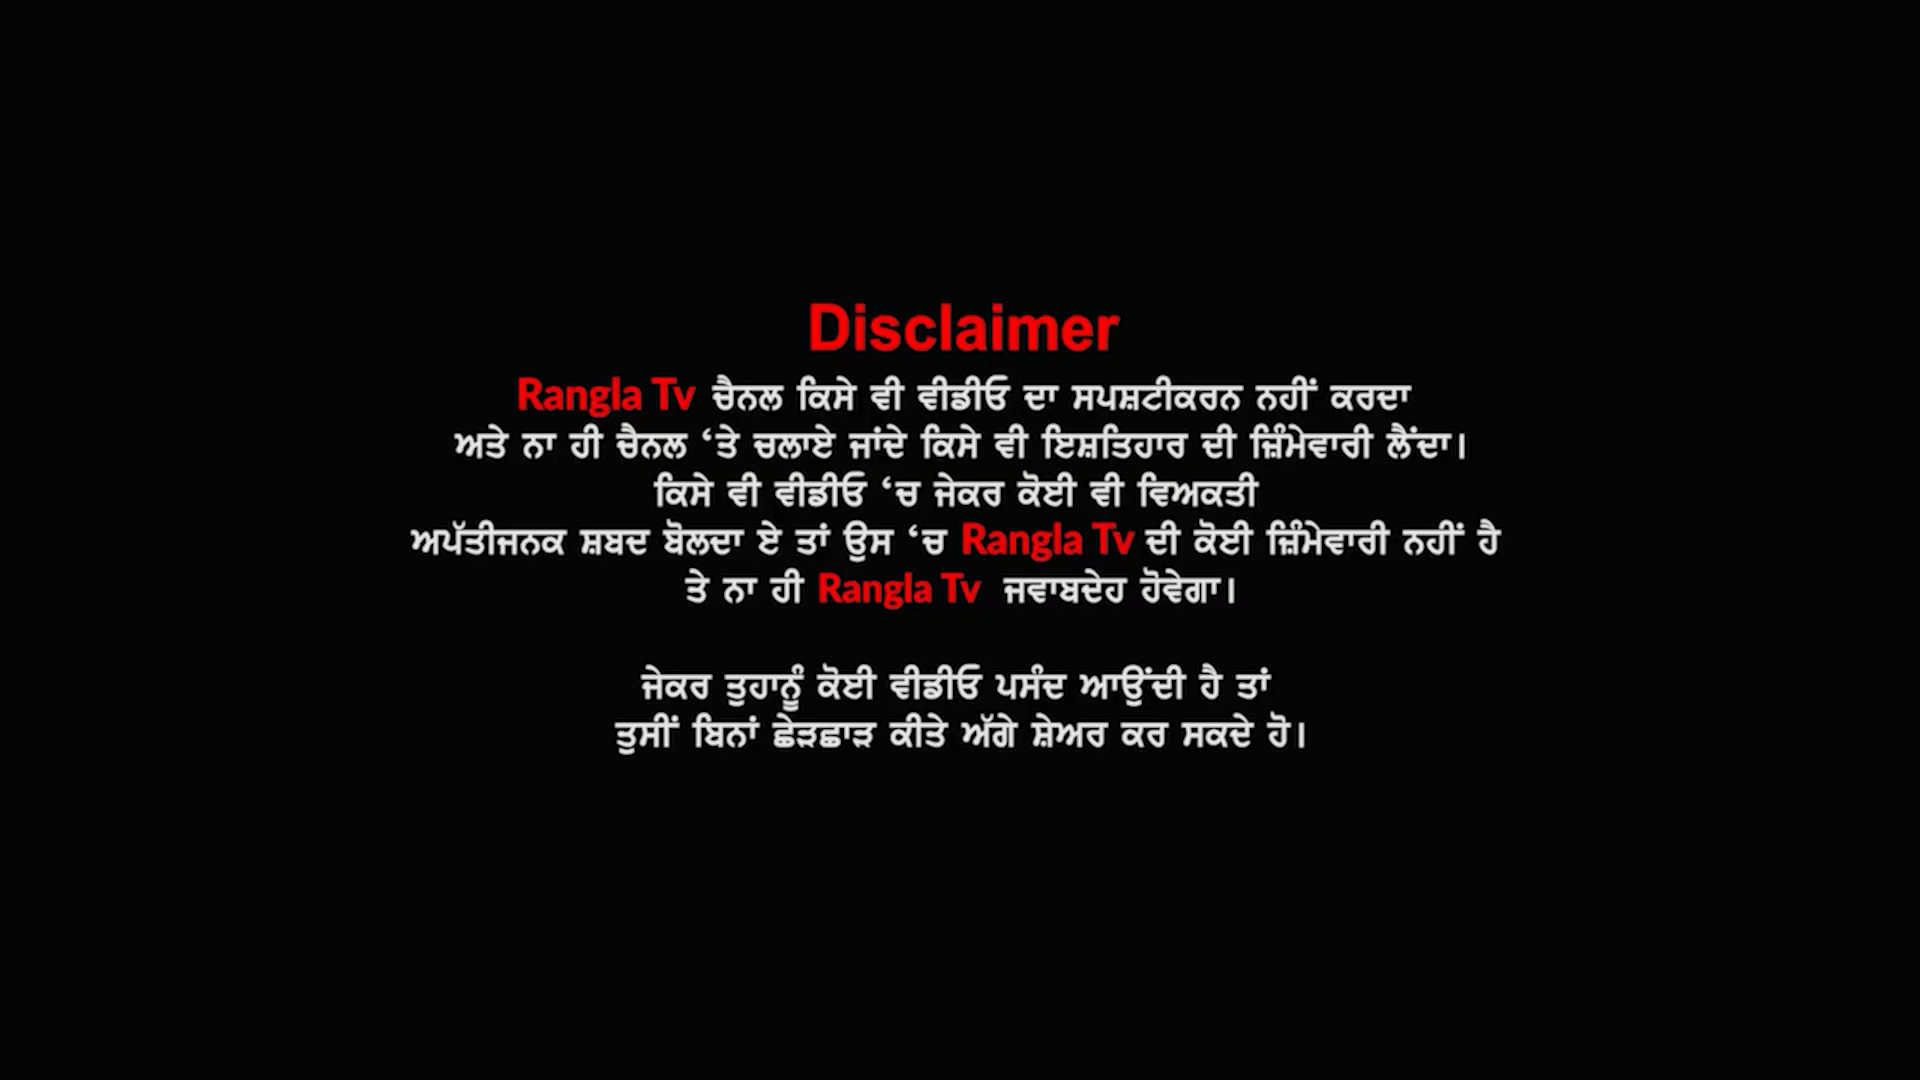 Disclaimer
Rangla Tv ਚੈਨਲ ਕਿਸੇ ਵੀ ਵੀਡੀਓ ਦਾ ਸਪਸ਼ਟੀਕਰਨ ਨਹੀਂ ਕਰਦਾ
ਅਤੇ ਨਾ ਹੀ ਚੈਨਲ ‘ਤੇ ਚਲਾਏ ਜਾਂਦੇ ਕਿਸੇ ਵੀ ਇਸ਼ਤਿਹਾਰ ਦੀ ਜ਼ਿੰਮੇਵਾਰੀ ਲੈਂਦਾ।
ਕਿਸੇ ਵੀ ਵੀਡੀਓ ‘ਚ ਜੇਕਰ ਕੋਈ ਵੀ ਵਿਅਕਤੀ
ਅਪੱਤੀਜਨਕ ਸ਼ਬਦ ਬੋਲਦਾ ਏ ਤਾਂ ਉਸ ‘ਚ Rangla Tv ਦੀ ਕੋਈ ਜ਼ਿੰਮੇਵਾਰੀ ਨਹੀਂ ਹੈ
ਤੇ ਨਾ ਹੀ Rangla Tv ਜਵਾਬਦੇਹ ਹੋਵੇਗਾ।
ਜੇਕਰ ਤੁਹਾਨੂੰ ਕੋਈ ਵੀਡੀਓ ਪਸੰਦ ਆਉਂਦੀ ਹੈ ਤਾਂ
ਤੁਸੀਂ ਬਿਨਾਂ ਛੇੜਛਾੜ ਕੀਤੇ ਅੱਗੇ ਸ਼ੇਅਰ ਕਰ ਸਕਦੇ ਹੋ।